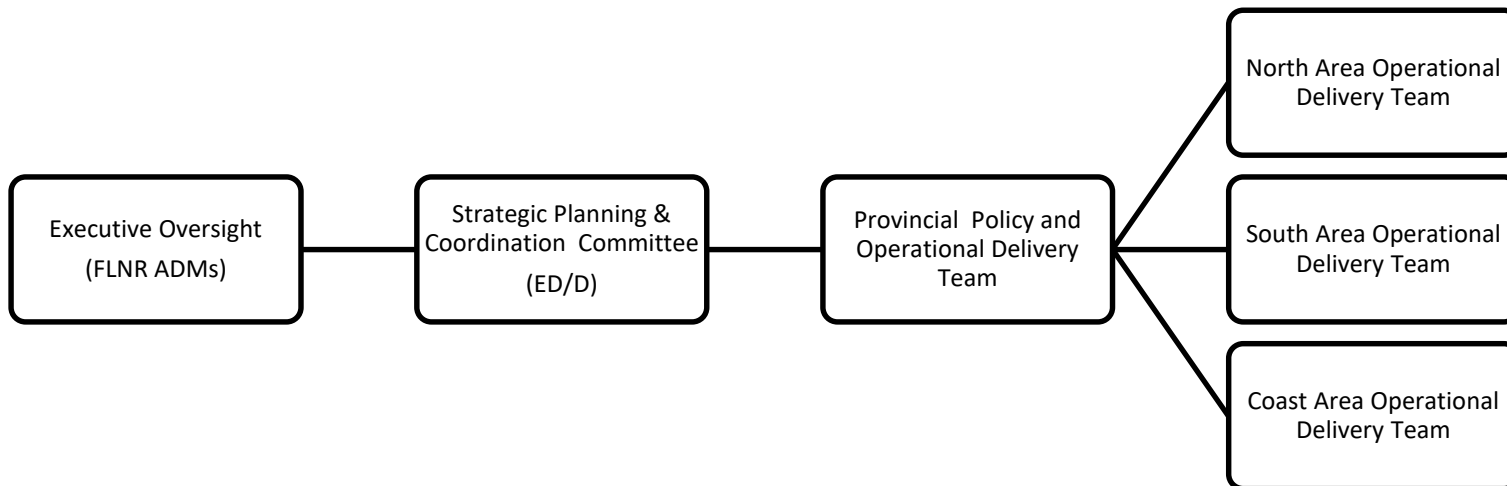 Executive Oversight
(FLNR ADMs)
Strategic Planning &
Coordination Committee
(ED/D)
Provincial Policy and
Operational Delivery
Team
North Area Operational
Delivery Team
South Area Operational
Delivery Team
Coast Area Operational
Delivery Team